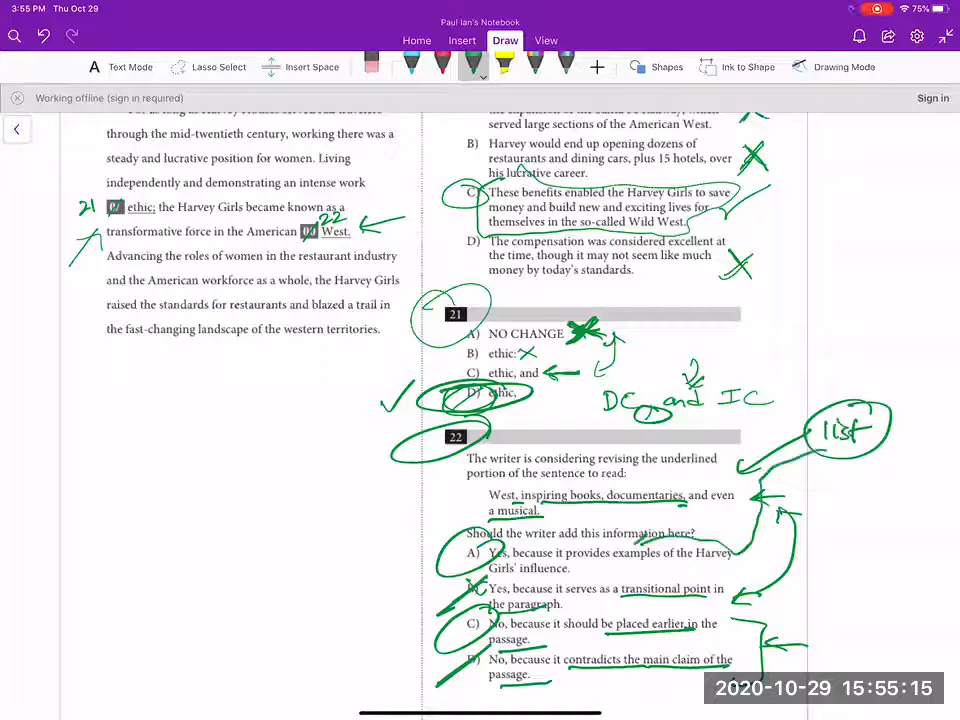 3:55 PM Thu Oct 29
75%
Paul Ian's Notebook
Home Insert Draw View
Text Mode Lasso Select Insert Space Shapes Ink to Shape Drawing Mode
Working offline (sign in required) Sign in
through the mid-twentieth century, working there was a
steady and lucrative position for women. Living
independently and demonstrating an intense work
21 ethic; the Harvey Girls became known as a
22
transformative force in the American West.
Advancing the roles of women in the restaurant industry
and the American workforce as a whole, the Harvey Girls
raised the standards for restaurants and blazed a trail in
the fast-changing landscape of the western territories.
served large sections of the American West.
B) Harvey would end up opening dozens of
restaurants and dining cars, plus 15 hotels, over
his lucrative career.
C) These benefits enabled the Harvey Girls to save
money and build new and exciting lives for
themselves in the so-called Wild West.
D) The compensation was considered excellent at
the time, though it may not seem like much
money by today's standards.
21
A) NO CHANGE
B) ethic:
C) ethic, and
D) ethic,
DC, and IC
22
list
The writer is considering revising the underlined
portion of the sentence to read:
West, inspiring books, documentaries, and even
a musical.
Should the writer add this information here?
A) Yes, because it provides examples of the Harvey
Girls' influence.
B) Yes, because it serves as a transitional point in
the paragraph.
C) No, because it should be placed earlier in the
passage.
D) No, because it contradicts the main claim of the
passage.
2020-10-29 15:55:15